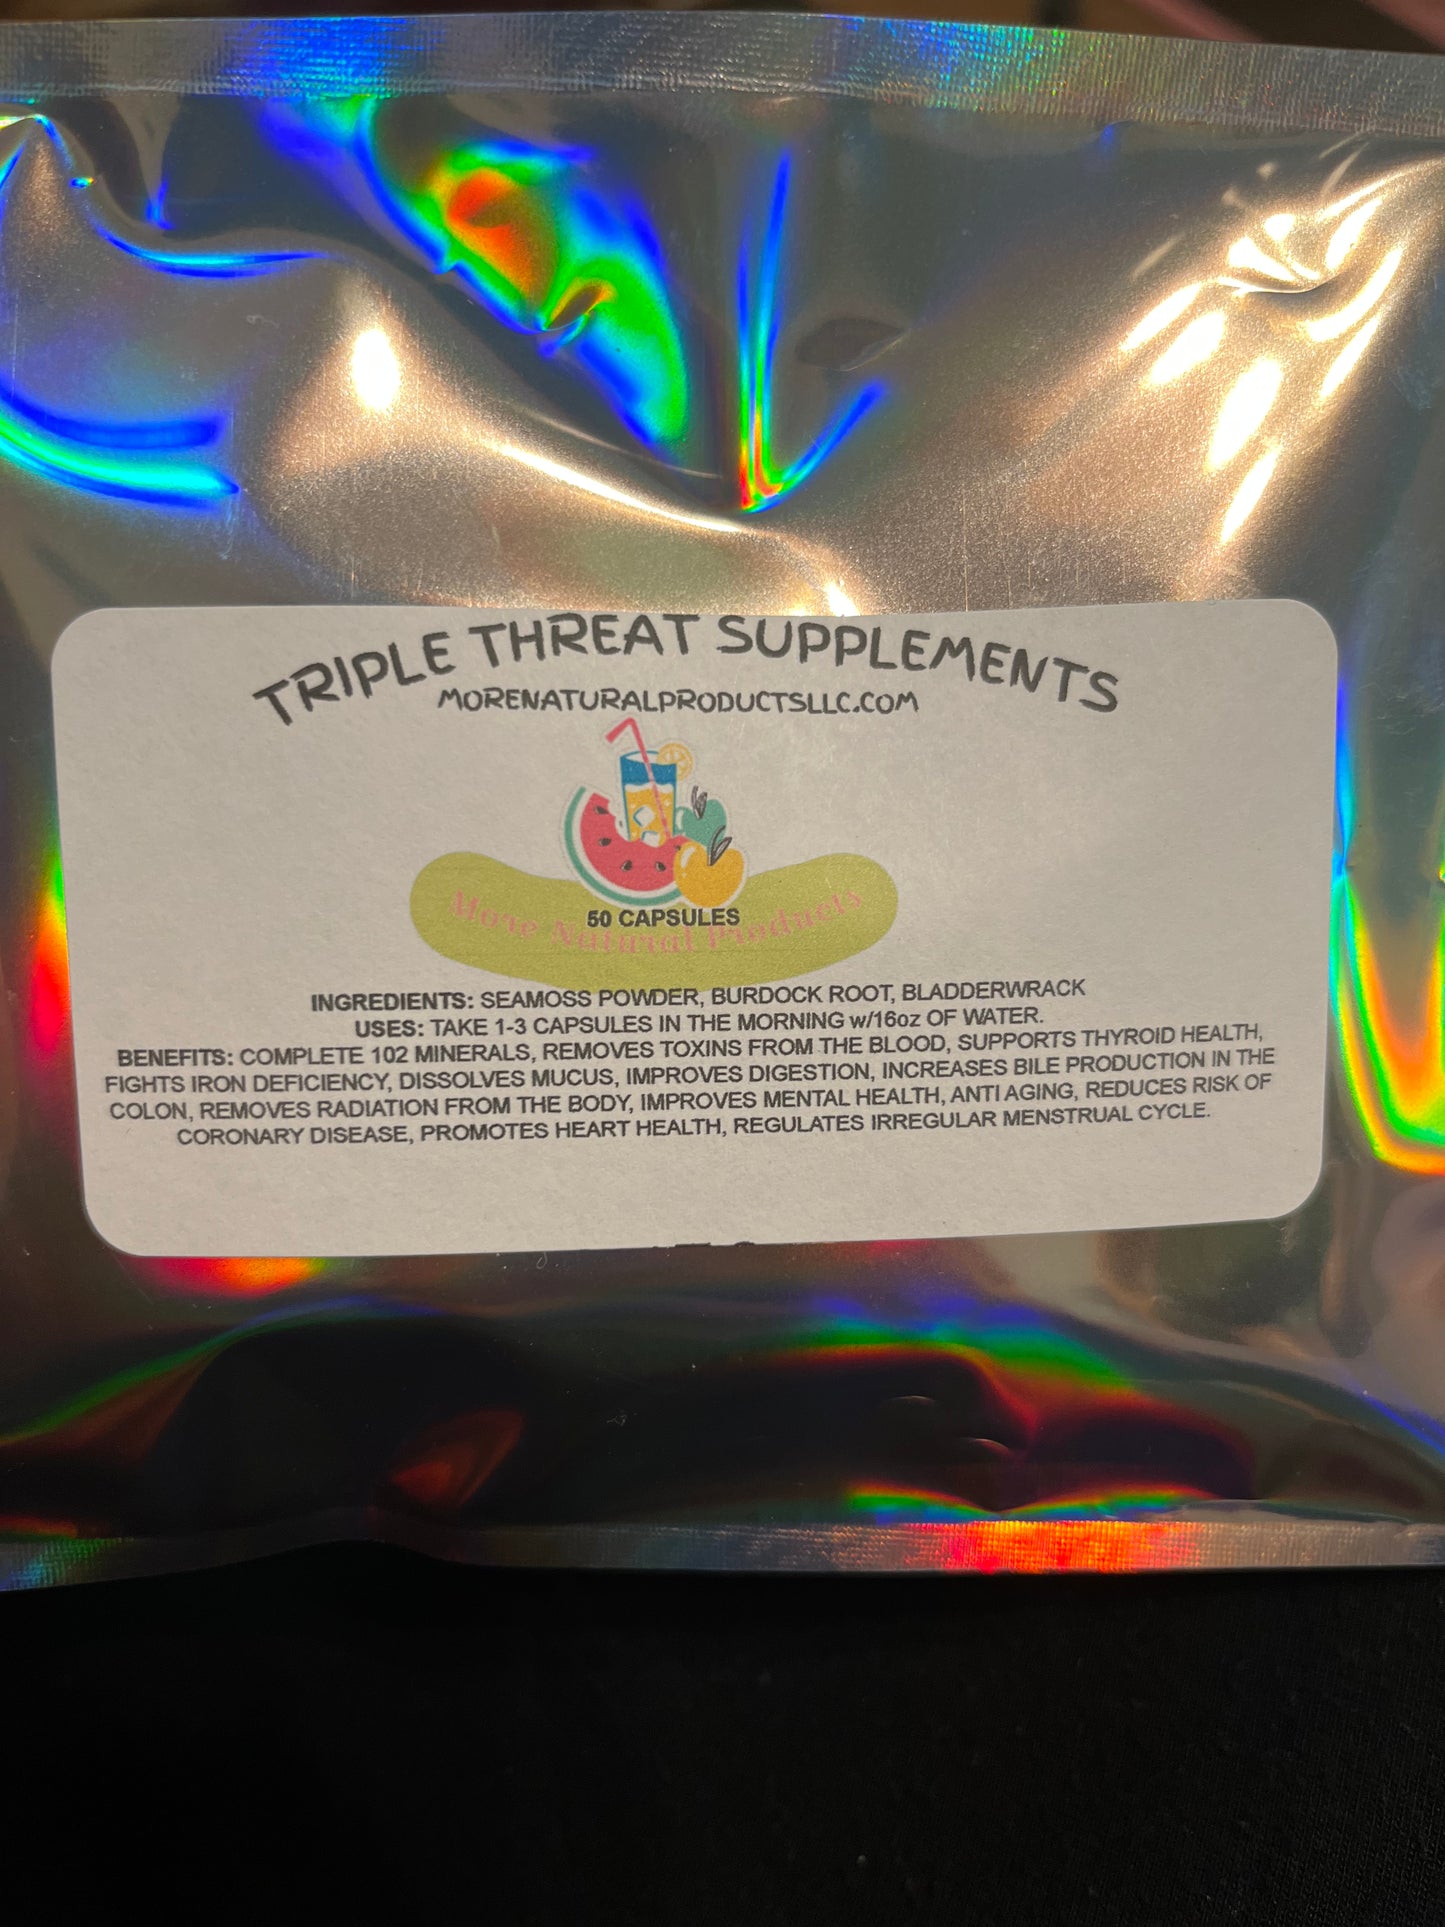 TRIPLE THREAT SUPPLEMENTS
MORENATURALPRODUCTSLLC.COM
More Natural Products
50 CAPSULES
INGREDIENTS: SEAMOSS POWDER, BURDOCK ROOT, BLADDERWRACK
USES: TAKE 1-3 CAPSULES IN THE MORNING w/16oz OF WATER.
BENEFITS: COMPLETE 102 MINERALS, REMOVES TOXINS FROM THE BLOOD, SUPPORTS THYROID HEALTH,
FIGHTS IRON DEFICIENCY, DISSOLVES MUCUS, IMPROVES DIGESTION, INCREASES BILE PRODUCTION IN THE
COLON, REMOVES RADIATION FROM THE BODY, IMPROVES MENTAL HEALTH, ANTI AGING, REDUCES RISK OF
CORONARY DISEASE, PROMOTES HEART HEALTH, REGULATES IRREGULAR MENSTRUAL CYCLE.